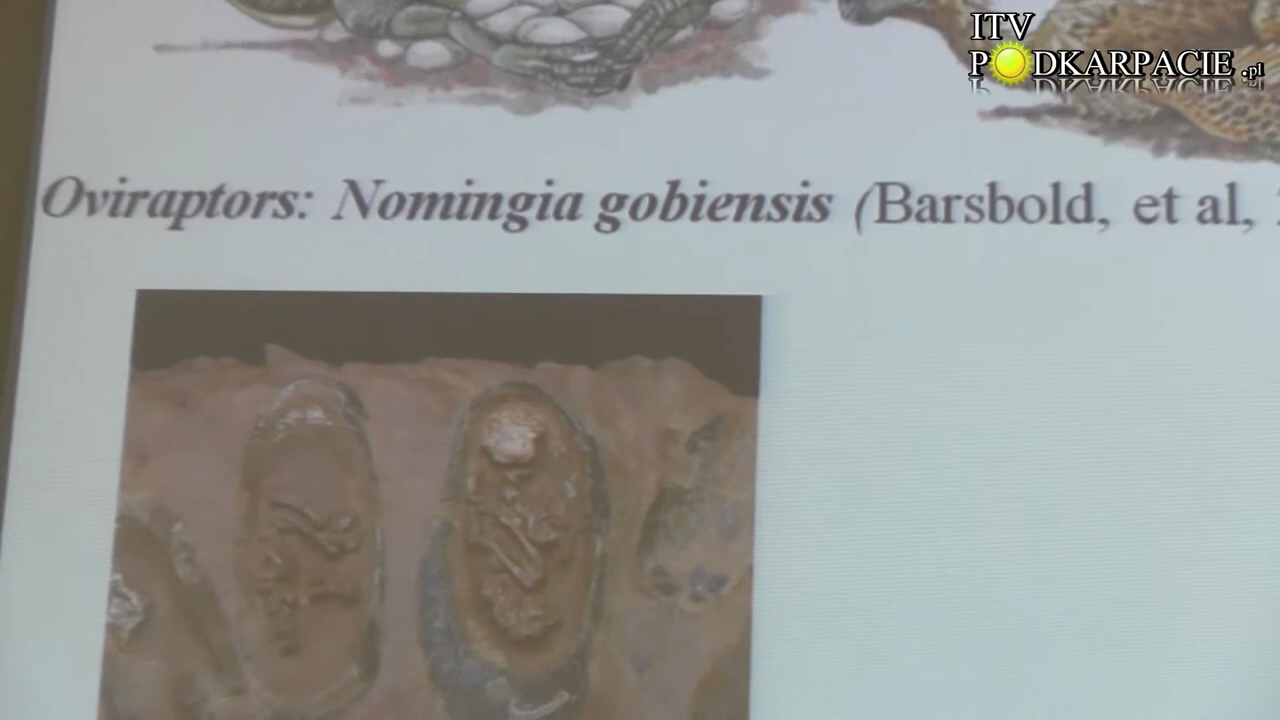 ITV
PODKARPACIE.pl
Oviraptors: Nomingia gobiensis (Barsbold, et al,